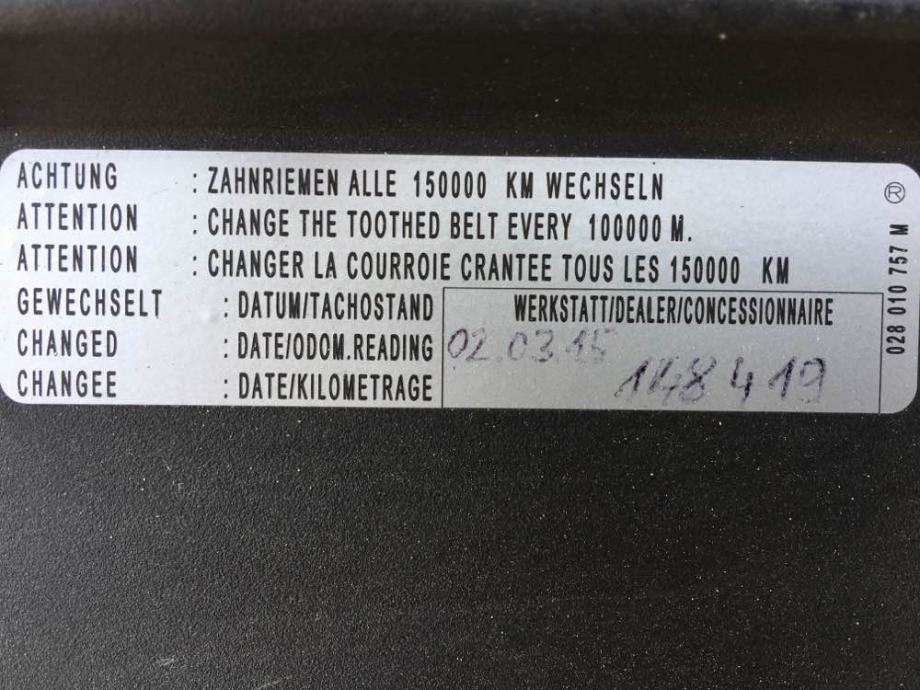 ACHTUNG : ZAHNRIEMEN ALLE 150000 KM WECHSELN
ATTENTION : CHANGE THE TOOTHED BELT EVERY 100000 M.
ATTENTION : CHANGER LA COURROIE CRANTEE TOUS LES 150000 KM
GEWECHSELT : DATUM/TACHOSTAND WERKSTATT/DEALER/CONCESSIONNAIRE
CHANGED : DATE/ODOM.READING 02.03.15
CHANGEE : DATE/KILOMETRAGE 148419
028 010 757 M ®